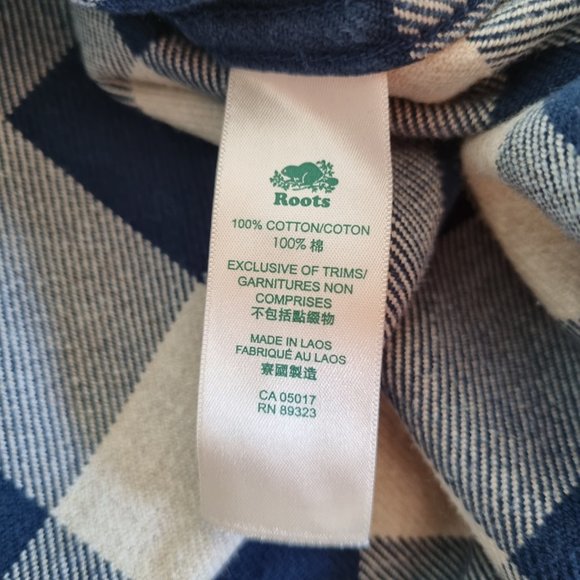 Roots
100% COTTON/COTON
100% 棉
EXCLUSIVE OF TRIMS/
GARNITURES NON
COMPRISES
不包括點綴物
MADE IN LAOS
FABRIQUÉ AU LAOS
寮國製造
CA 05017
RN 89323